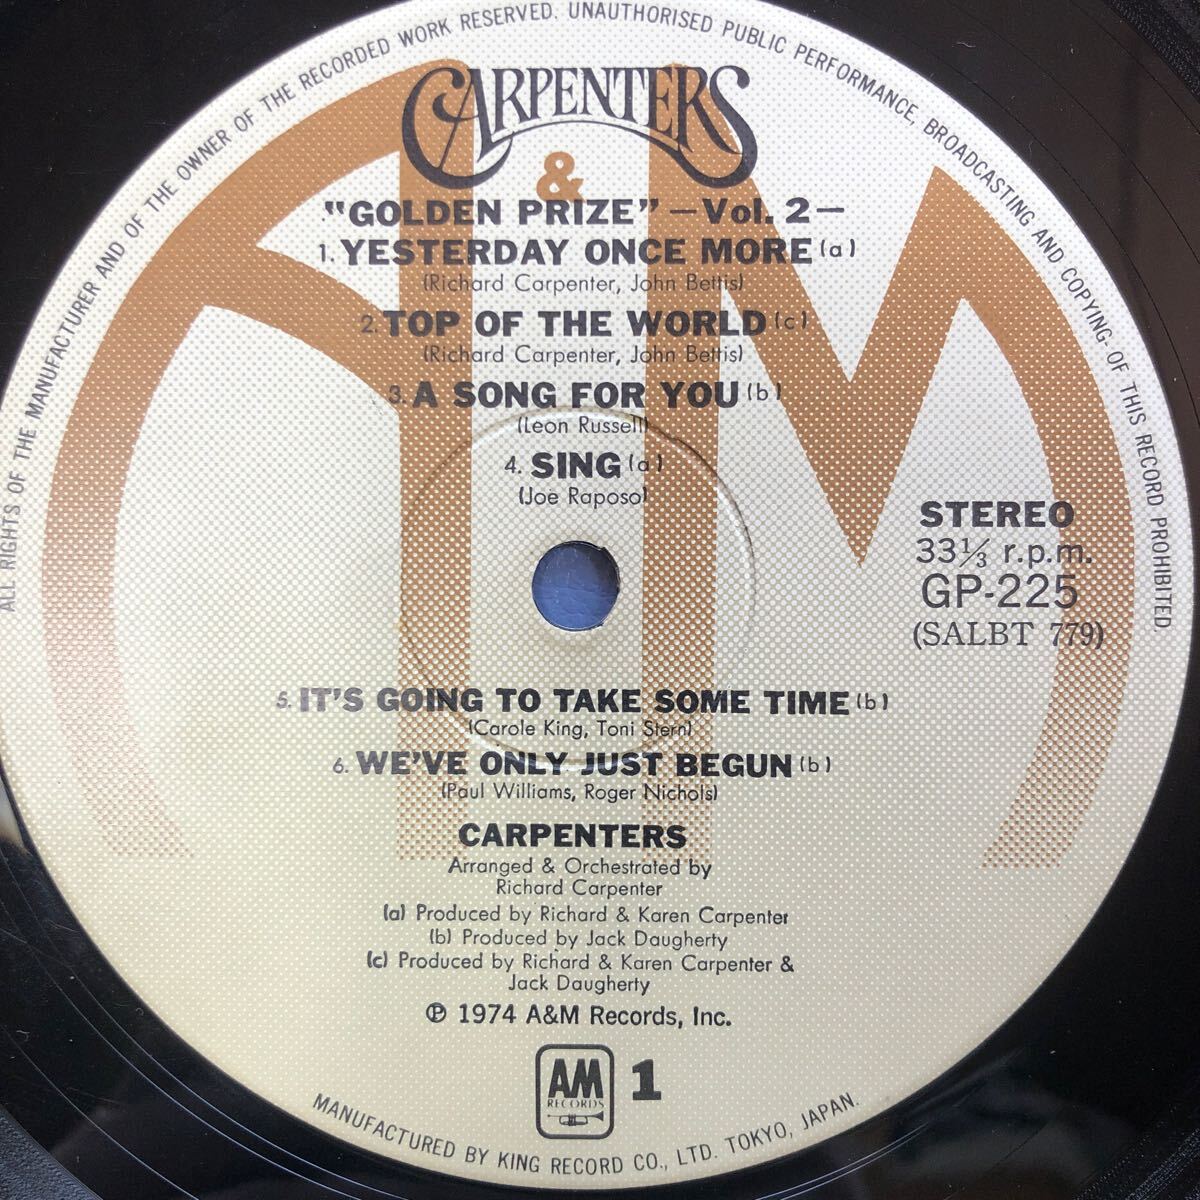 ALL RIGHTS OF THE MANUFACTURER AND OF THE OWNER OF THE RECORDED WORK RESERVED. UNAUTHORISED PUBLIC PERFORMANCE, BROADCASTING AND COPYING OF THIS RECORD PROHIBITED.
CARPENTERS
&
"GOLDEN PRIZE" —Vol. 2—
1. YESTERDAY ONCE MORE (a)
(Richard Carpenter, John Bettis)
2. TOP OF THE WORLD (c)
(Richard Carpenter, John Bettis)
3. A SONG FOR YOU (b)
(Leon Russell)
4. SING (a)
(Joe Raposo)
STEREO
33⅓ r.p.m.
GP-225
(SALBT 779)
5. IT'S GOING TO TAKE SOME TIME (b)
(Carole King, Toni Stern)
6. WE'VE ONLY JUST BEGUN (b)
(Paul Williams, Roger Nichols)
CARPENTERS
Arranged & Orchestrated by
Richard Carpenter
(a) Produced by Richard & Karen Carpenter
(b) Produced by Jack Daugherty
(c) Produced by Richard & Karen Carpenter &
Jack Daugherty
℗ 1974 A&M Records, Inc.
AM
RECORDS
1
MANUFACTURED BY KING RECORD CO., LTD. TOKYO, JAPAN.